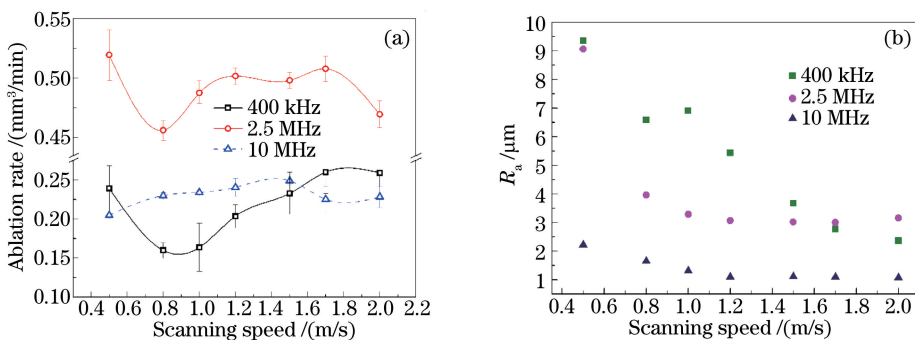 (a)
Ablation rate /(mm³/min)
0.50
0.45
0.25
0.20
0.15
0.10
400 kHz
2.5 MHz
10 MHz
0.4 0.6 0.8 1.0 1.2 1.4 1.6 1.8 2.0 2.2
Scanning speed /(m/s)
(b)
Rₐ /μm
10
9
8
7
6
5
4
3
2
1
400 kHz
2.5 MHz
10 MHz
0.4 0.6 0.8 1.0 1.2 1.4 1.6 1.8 2.0
Scanning speed /(m/s)